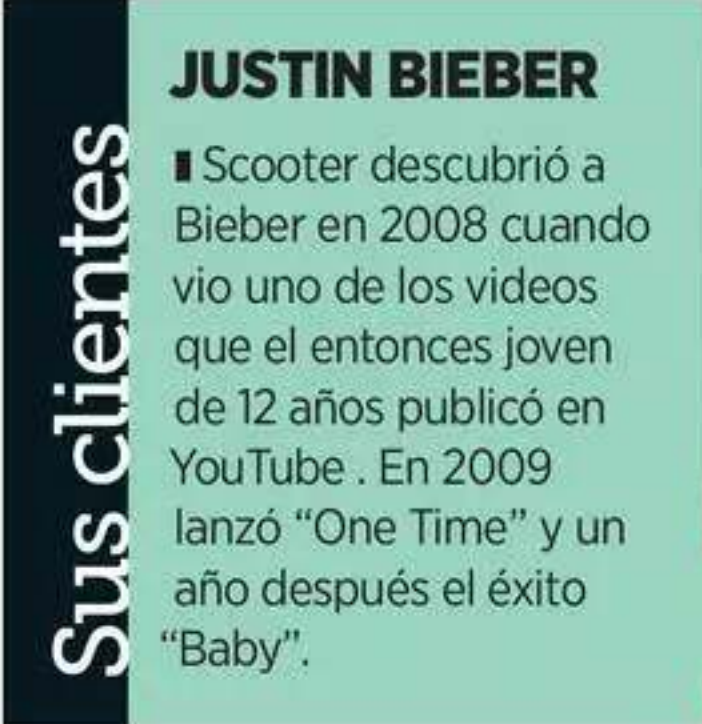 Sus clientes
JUSTIN BIEBER
▮ Scooter descubrió a
Bieber en 2008 cuando
vio uno de los videos
que el entonces joven
de 12 años publicó en
YouTube . En 2009
lanzó “One Time” y un
año después el éxito
“Baby”.